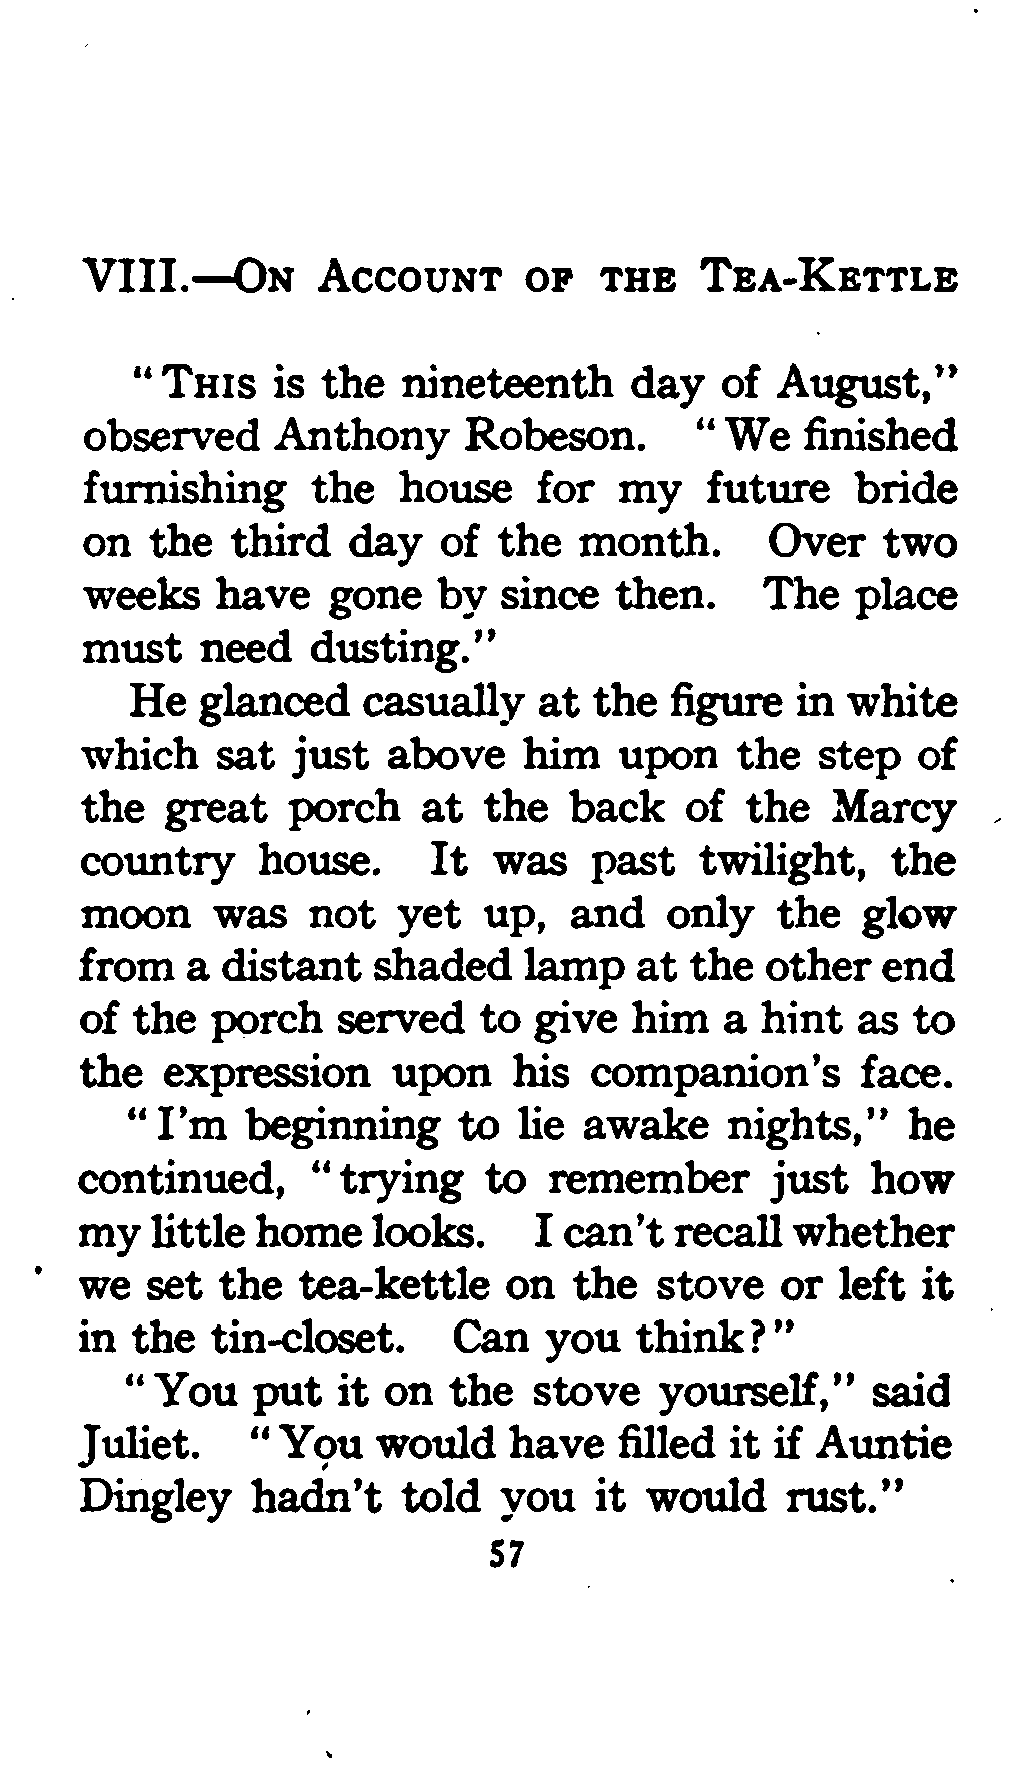 VIII.—On Account of the Tea-Kettle
"This is the nineteenth day of August,"
observed Anthony Robeson. "We finished
furnishing the house for my future bride
on the third day of the month. Over two
weeks have gone by since then. The place
must need dusting."
He glanced casually at the figure in white
which sat just above him upon the step of
the great porch at the back of the Marcy
country house. It was past twilight, the
moon was not yet up, and only the glow
from a distant shaded lamp at the other end
of the porch served to give him a hint as to
the expression upon his companion's face.
"I'm beginning to lie awake nights," he
continued, "trying to remember just how
my little home looks. I can't recall whether
we set the tea-kettle on the stove or left it
in the tin-closet. Can you think?"
"You put it on the stove yourself," said
Juliet. "You would have filled it if Auntie
Dingley hadn't told you it would rust."
57